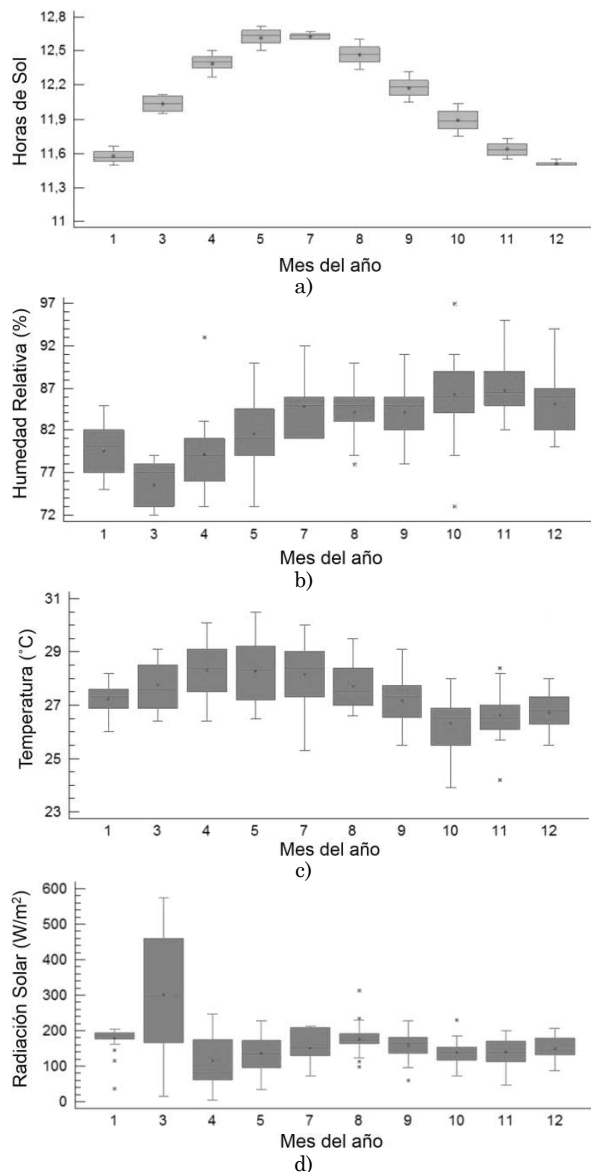 12,8
12,5
12,2
11,9
11,6
11,3
11
Horas de Sol
1 3 4 5 7 8 9 10 11 12
Mes del año
a)
97
92
87
82
77
72
Humedad Relativa (%)
1 3 4 5 7 8 9 10 11 12
Mes del año
b)
31
29
27
25
23
Temperatura (°C)
1 3 4 5 7 8 9 10 11 12
Mes del año
c)
600
500
400
300
200
100
0
Radiación Solar (W/m²)
1 3 4 5 7 8 9 10 11 12
Mes del año
d)